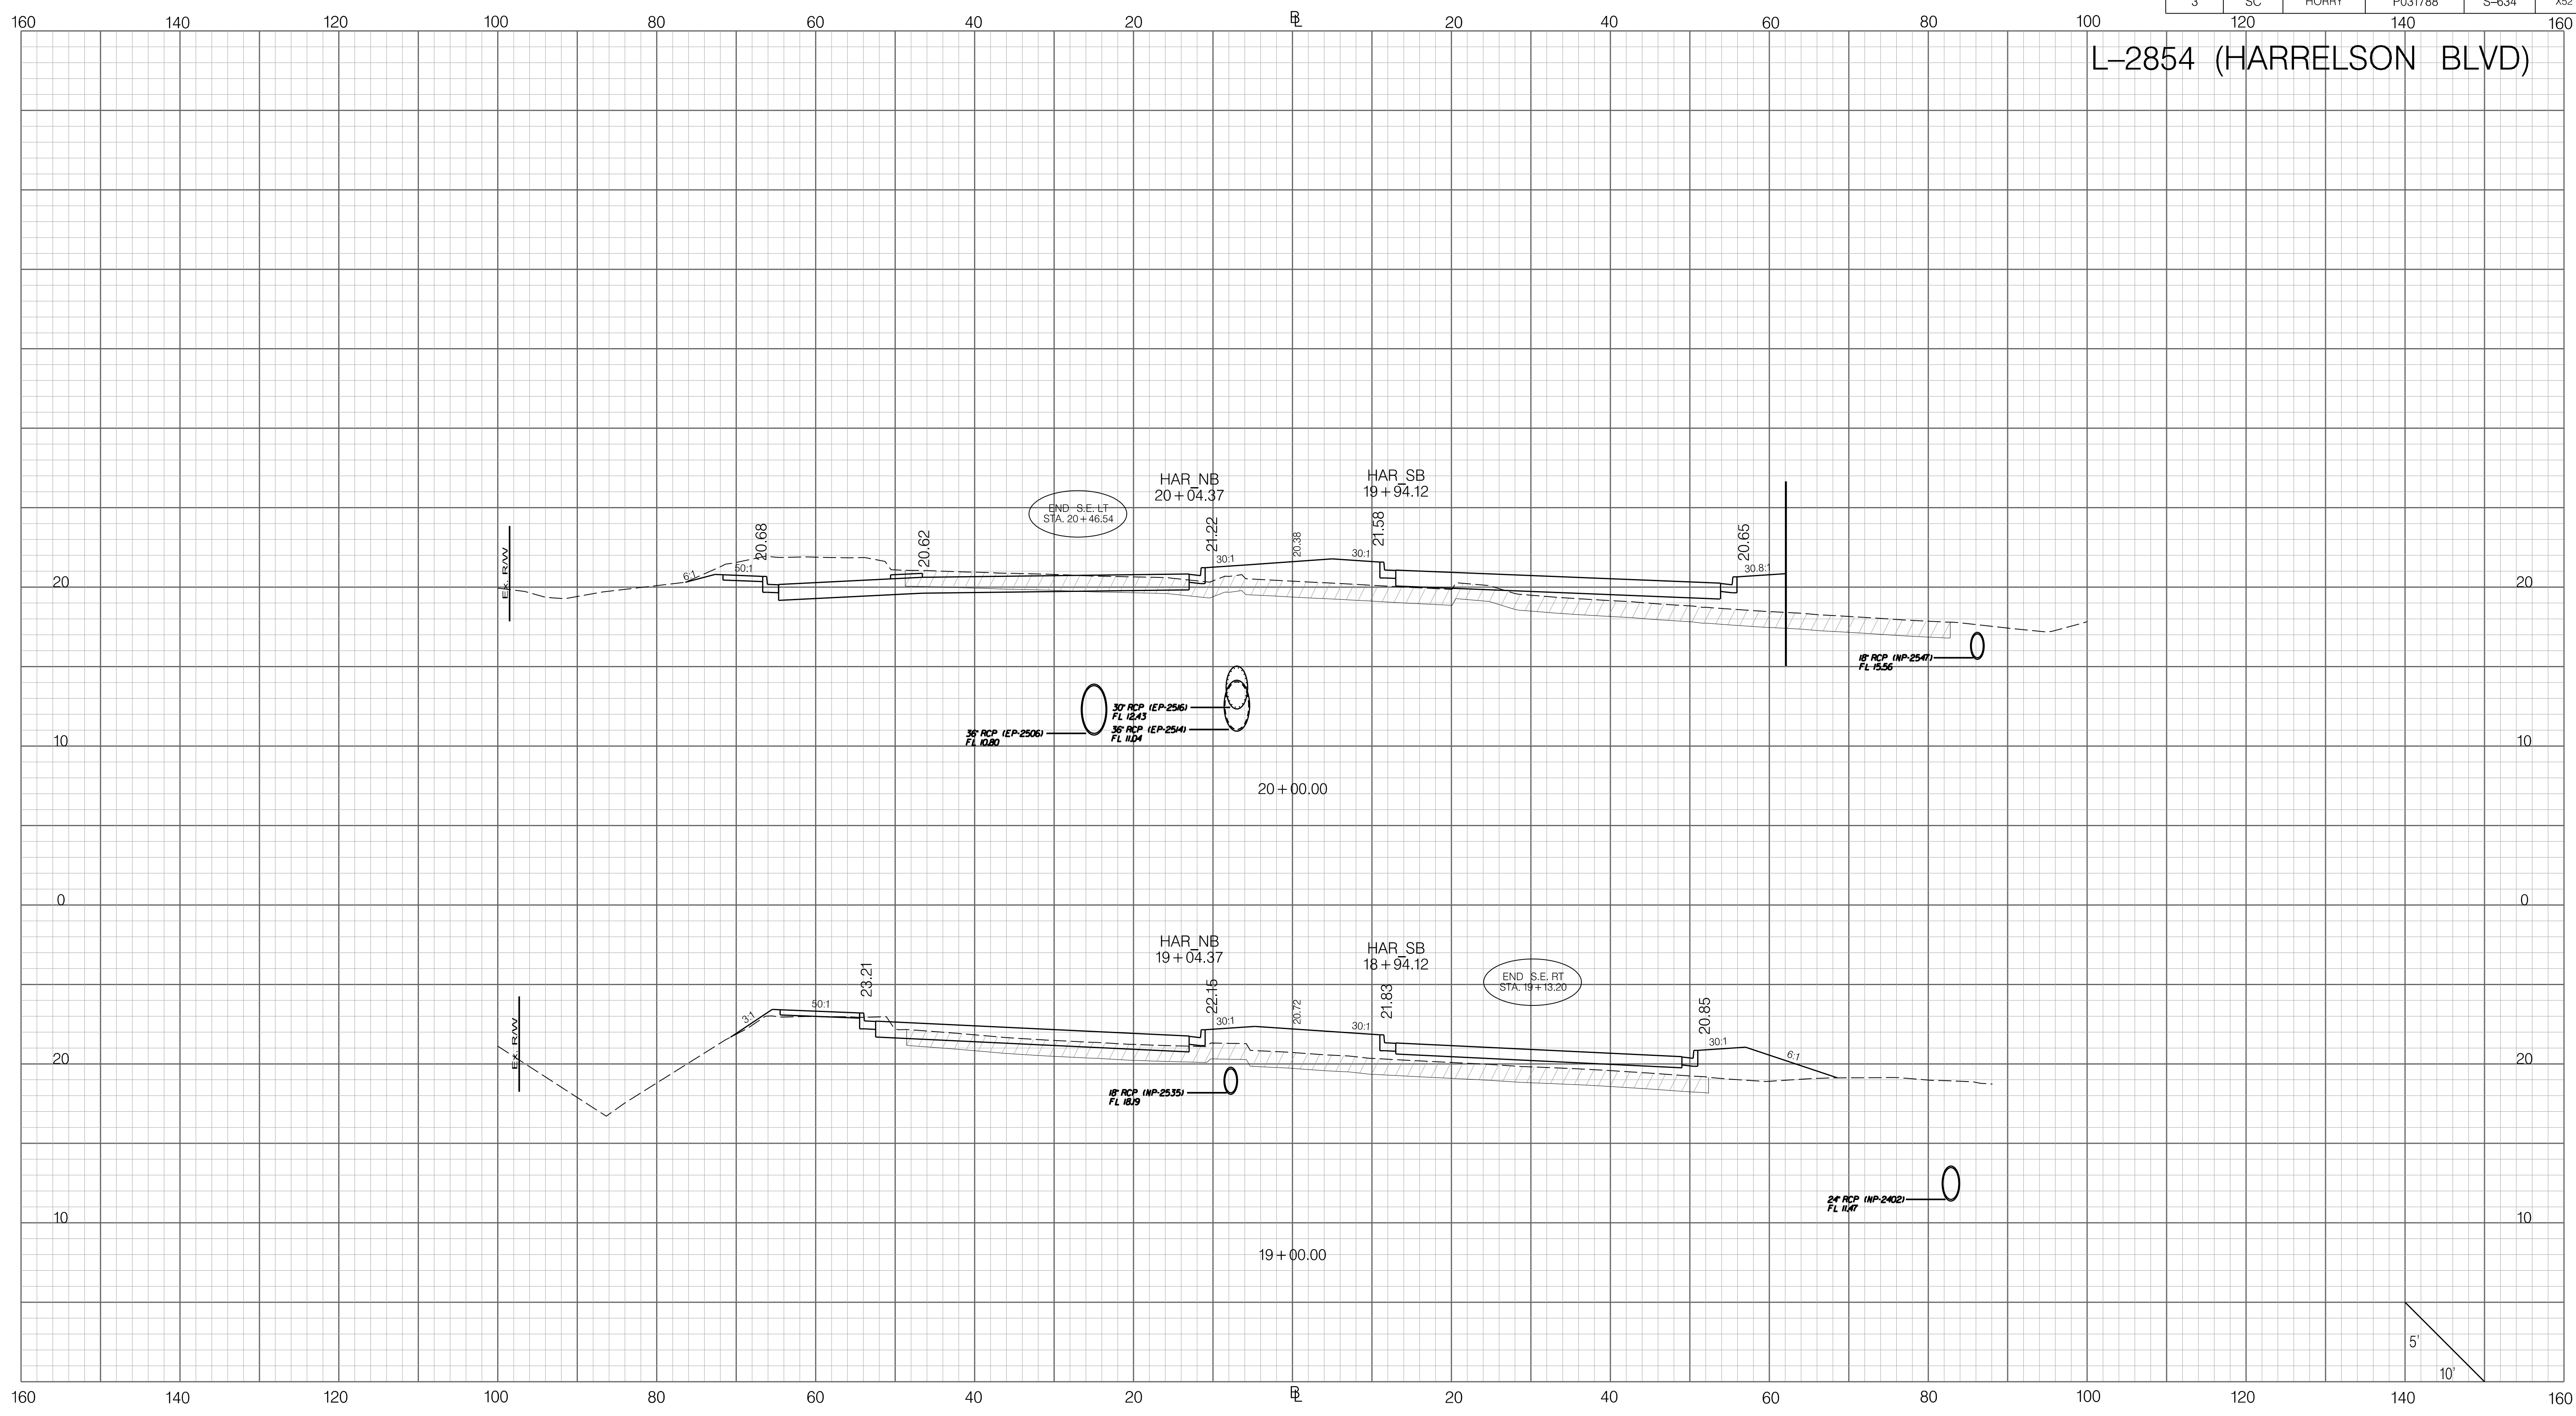 3 SC HORRY P031788 S-634 X52
160 140 120 100 80 60 40 20 BL 20 40 60 80 100 120 140 160
L-2854 (HARRELSON BLVD)
HAR_NB
20+04.37
HAR_SB
19+94.12
END S.E. LT
STA. 20+46.54
Ex. R/W
6:1
50:1
20.68
20.62
21.22
30:1
20.38
30:1
21.58
20.65
30.8:1
20 20
18" RCP (NP-2547)
FL 15.56
30" RCP (EP-2516)
FL 12.43
36" RCP (EP-2514)
FL 11.04
36" RCP (EP-2506)
FL 10.80
10 10
20+00.00
0 0
HAR_NB
19+04.37
HAR_SB
18+94.12
END S.E. RT
STA. 19+13.20
Ex. R/W
3:1
50:1
23.21
22.15
30:1
20.72
30:1
21.83
20.85
30:1
6:1
20 20
18" RCP (NP-2535)
FL 18.19
24" RCP (NP-2402)
FL 11.47
10 10
19+00.00
5'
10'
160 140 120 100 80 60 40 20 BL 20 40 60 80 100 120 140 160